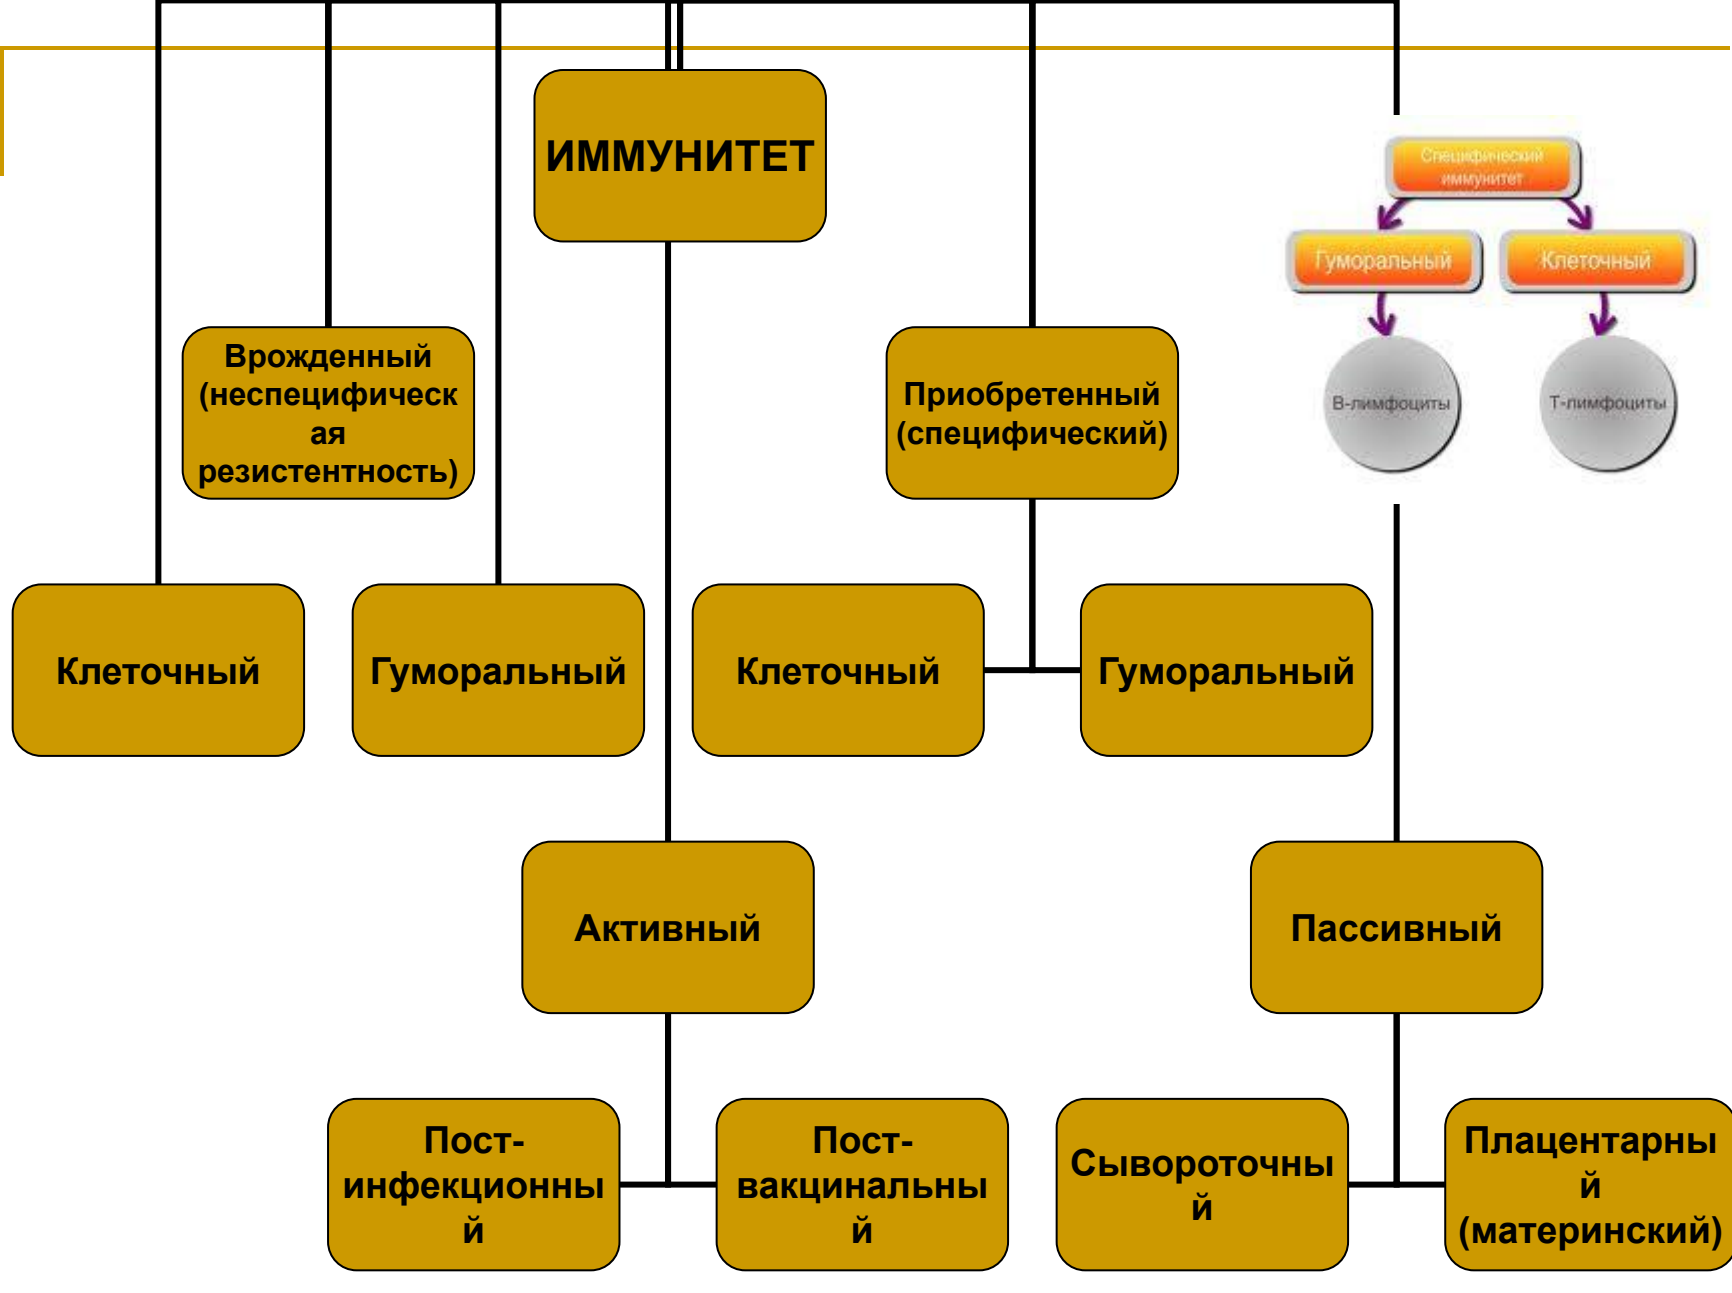 ИММУНИТЕТ
Специфический
иммунитет
Гуморальный
Клеточный
В-лимфоциты
Т-лимфоциты
Врожденный
(неспецифическ
ая
резистентность)
Приобретенный
(специфический)
Клеточный
Гуморальный
Клеточный
Гуморальный
Активный
Пассивный
Пост-
инфекционны
й
Пост-
вакцинальны
й
Сывороточны
й
Плацентарны
й
(материнский)